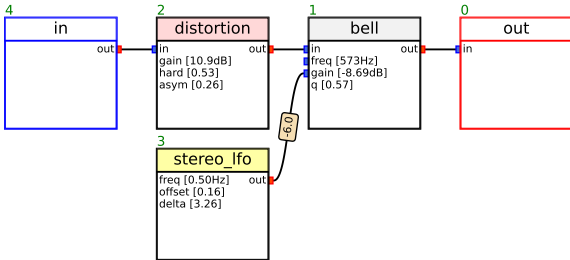 4
in
out
2
distortion
in out
gain [10.9dB]
hard [0.53]
asym [0.26]
1
bell
in out
freq [573Hz]
gain [-8.69dB]
q [0.57]
0
out
in
-6.0
3
stereo_lfo
freq [0.50Hz] out
offset [0.16]
delta [3.26]